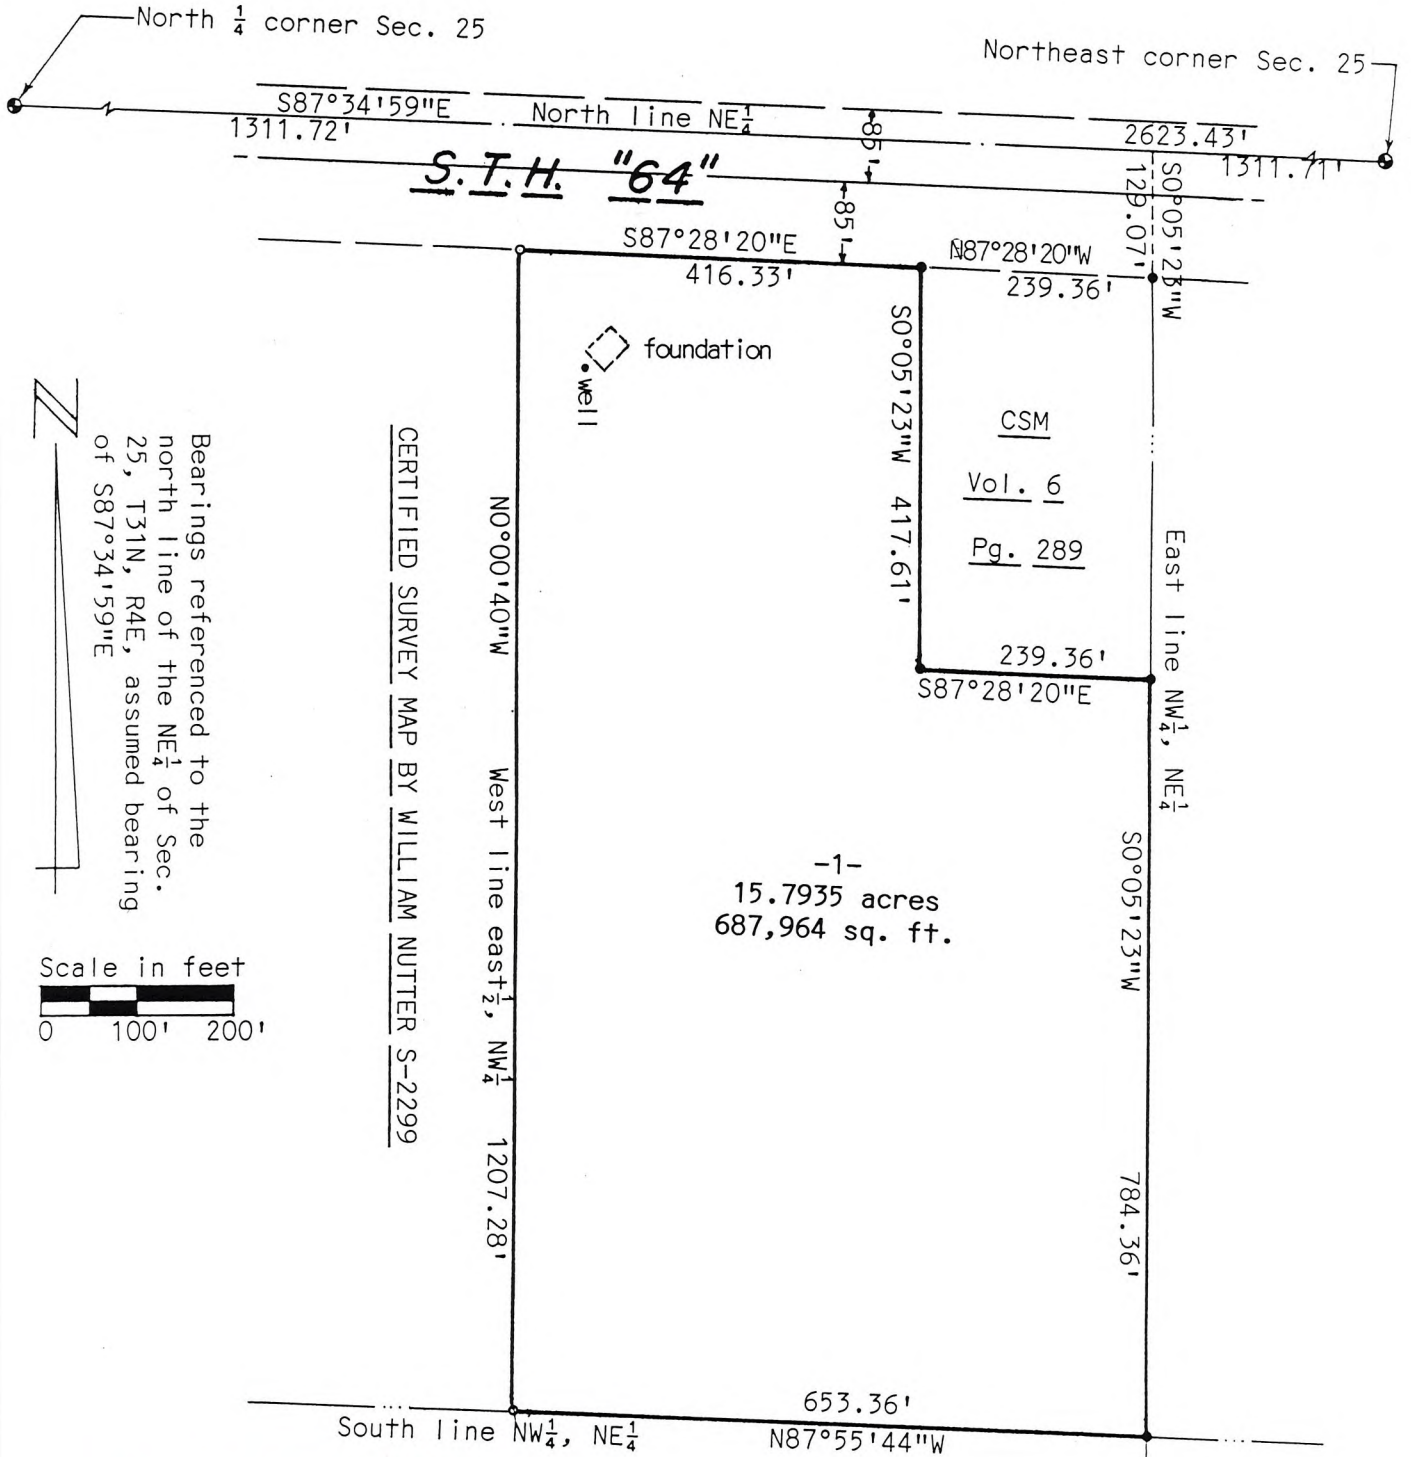 North 1/4 corner Sec. 25
Northeast corner Sec. 25
S87°34'59"E
North line NE1/4
1311.72'
2623.43'
1311.71'
85'
S.T.H. "64"
85'
S0°05'23"W
129.07'
S87°28'20"E
416.33'
N87°28'20"W
239.36'
foundation
well
S0°05'23"W 417.61'
CSM
Vol. 6
Pg. 289
239.36'
S87°28'20"E
East line NW1/4, NE1/4
S0°05'23"W
784.36'
N0°00'40"W
West line east1/2, NW1/4
1207.28'
CERTIFIED SURVEY MAP BY WILLIAM NUTTER S-2299
N
Bearings referenced to the
north line of the NE1/4 of Sec.
25, T31N, R4E, assumed bearing
of S87°34'59"E
-1-
15.7935 acres
687,964 sq. ft.
Scale in feet
0 100' 200'
653.36'
South line NW1/4, NE1/4
N87°55'44"W